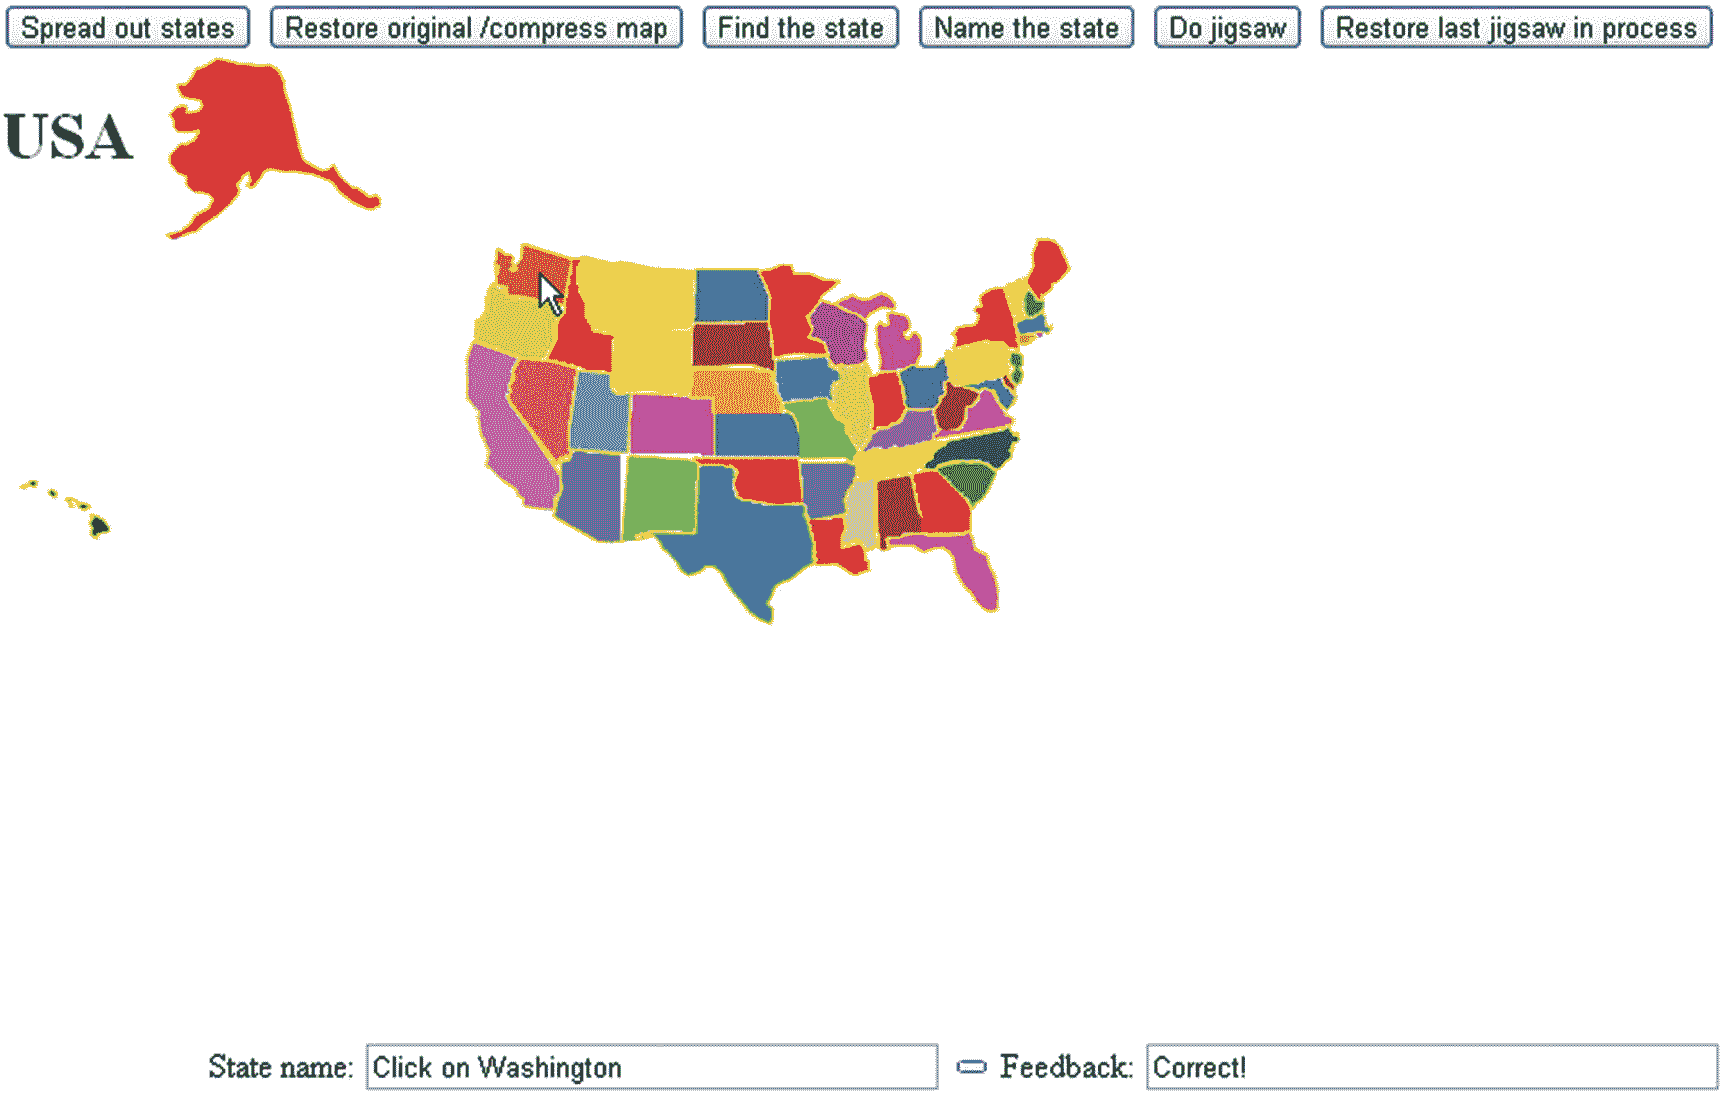 Spread out states Restore original /compress map Find the state Name the state Do jigsaw Restore last jigsaw in process
USA
State name: Click on Washington Feedback: Correct!